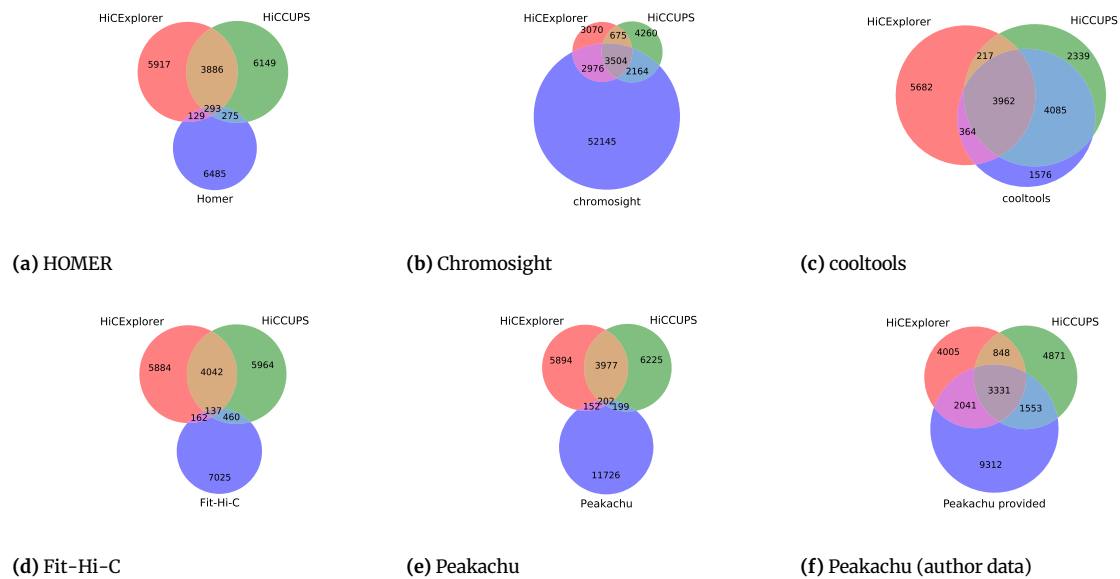 HiCExplorer
HiCCUPS
5917
3886
6149
293
129
275
6485
Homer
(a) HOMER
HiCExplorer
HiCCUPS
3070
675
4260
2976
3504
2164
52145
chromosight
(b) Chromosight
HiCExplorer
HiCCUPS
217
2339
5682
3962
4085
364
1576
cooltools
(c) cooltools
HiCExplorer
HiCCUPS
5884
4042
5964
137
162
460
7025
Fit-Hi-C
(d) Fit-Hi-C
HiCExplorer
HiCCUPS
5894
3977
6225
202
152
199
11726
Peakachu
(e) Peakachu
HiCExplorer
HiCCUPS
4005
848
4871
3331
2041
1553
9312
Peakachu provided
(f) Peakachu (author data)